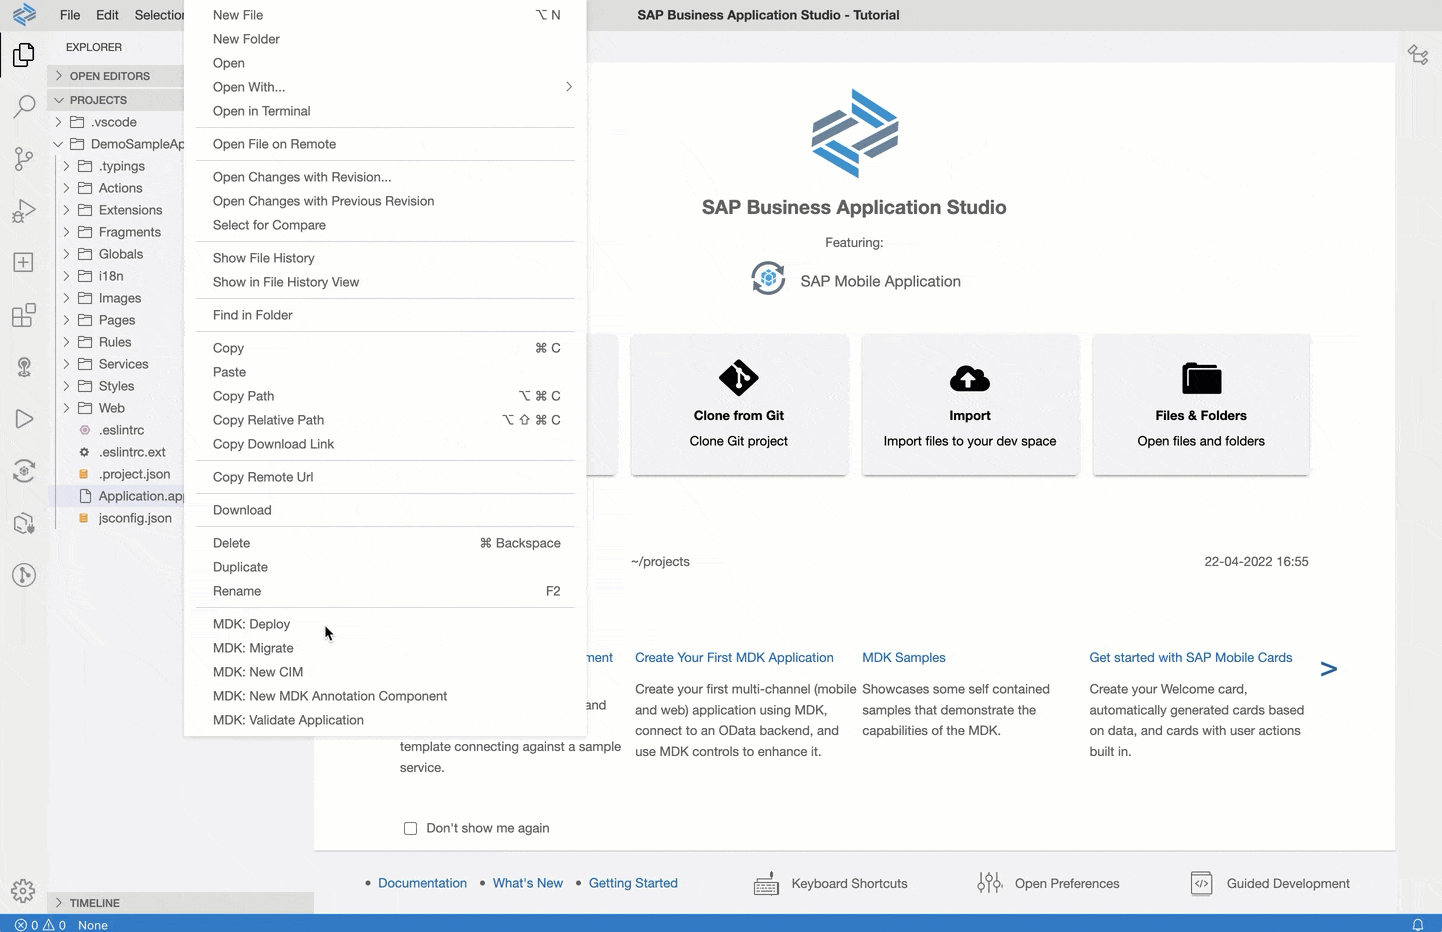 File Edit Selection
SAP Business Application Studio - Tutorial
EXPLORER
OPEN EDITORS
PROJECTS
.vscode
DemoSampleAp
.typings
Actions
Extensions
Fragments
Globals
i18n
Images
Pages
Rules
Services
Styles
Web
.eslintrc
.eslintrc.ext
.project.json
Application.app
jsconfig.json
TIMELINE
New File ⌥ N
New Folder
Open
Open With...
Open in Terminal
Open File on Remote
Open Changes with Revision...
Open Changes with Previous Revision
Select for Compare
Show File History
Show in File History View
Find in Folder
Copy ⌘ C
Paste
Copy Path ⌥ ⌘ C
Copy Relative Path ⌥ ⇧ ⌘ C
Copy Download Link
Copy Remote Url
Download
Delete ⌘ Backspace
Duplicate
Rename F2
MDK: Deploy
MDK: Migrate
MDK: New CIM
MDK: New MDK Annotation Component
MDK: Validate Application
SAP Business Application Studio
Featuring:
SAP Mobile Application
Clone from Git
Clone Git project
Import
Import files to your dev space
Files & Folders
Open files and folders
~/projects 22-04-2022 16:55
ment
and
template connecting against a sample
service.
Create Your First MDK Application
Create your first multi-channel (mobile
and web) application using MDK,
connect to an OData backend, and
use MDK controls to enhance it.
MDK Samples
Showcases some self contained
samples that demonstrate the
capabilities of the MDK.
Get started with SAP Mobile Cards
Create your Welcome card,
automatically generated cards based
on data, and cards with user actions
built in.
>
Don't show me again
• Documentation • What's New • Getting Started
Keyboard Shortcuts
Open Preferences
Guided Development
0 0 None